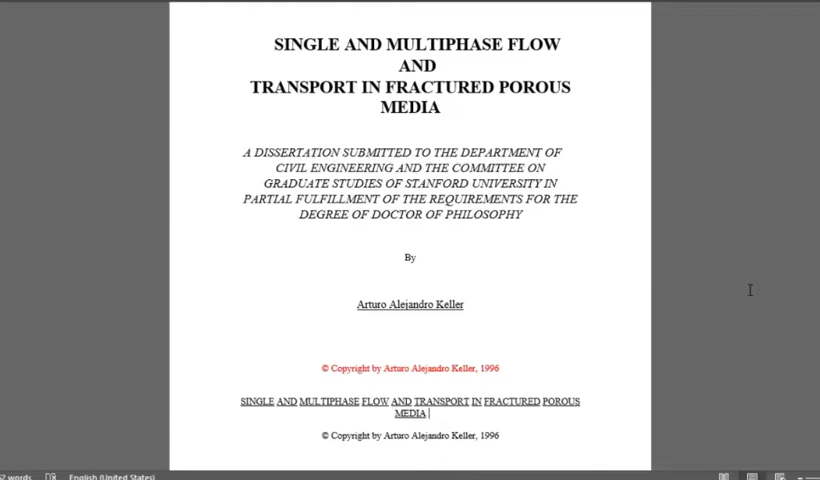 SINGLE AND MULTIPHASE FLOW
AND
TRANSPORT IN FRACTURED POROUS
MEDIA
A DISSERTATION SUBMITTED TO THE DEPARTMENT OF
CIVIL ENGINEERING AND THE COMMITTEE ON
GRADUATE STUDIES OF STANFORD UNIVERSITY IN
PARTIAL FULFILLMENT OF THE REQUIREMENTS FOR THE
DEGREE OF DOCTOR OF PHILOSOPHY
By
Arturo Alejandro Keller
© Copyright by Arturo Alejandro Keller, 1996
SINGLE AND MULTIPHASE FLOW AND TRANSPORT IN FRACTURED POROUS
MEDIA
© Copyright by Arturo Alejandro Keller, 1996
words English (United States)